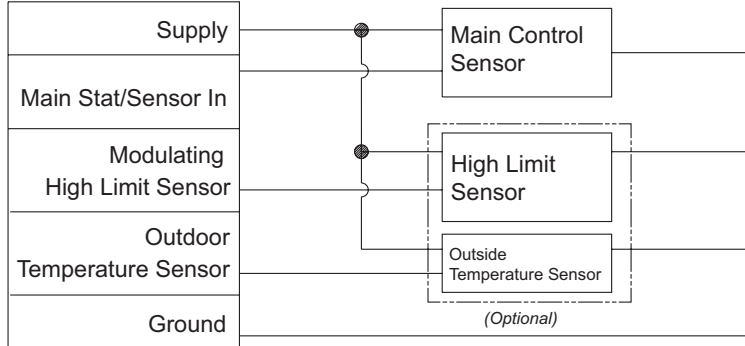 Supply
Main Stat/Sensor In
Modulating
High Limit Sensor
Outdoor
Temperature Sensor
Ground
Main Control
Sensor
High Limit
Sensor
Outside
Temperature Sensor
(Optional)